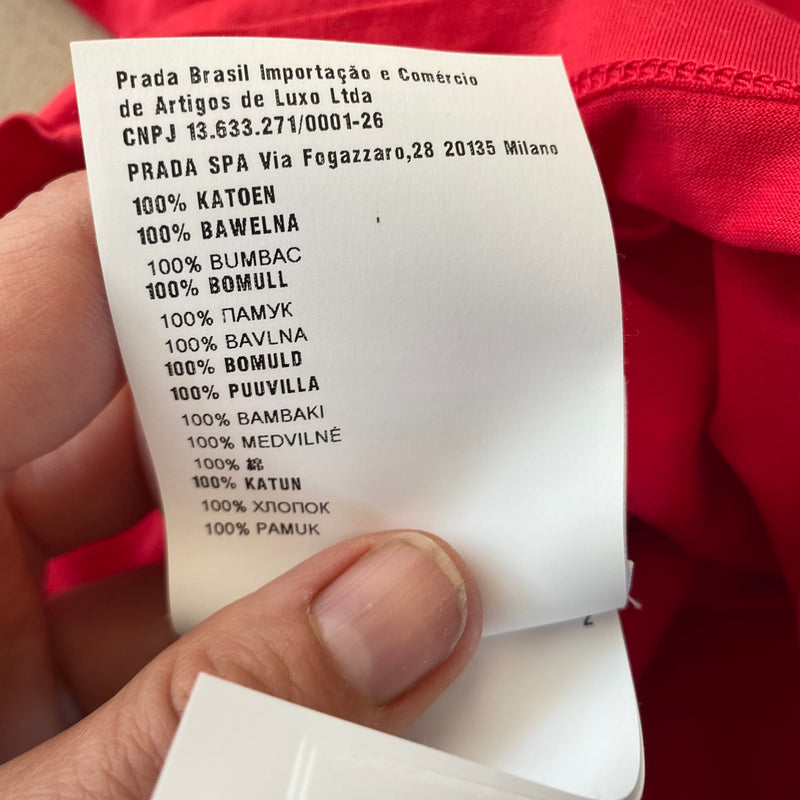 Prada Brasil Importação e Comércio
de Artigos de Luxo Ltda
CNPJ 13.633.271/0001-26
PRADA SPA Via Fogazzaro,28 20135 Milano
100% KATOEN
100% BAWELNA
100% BUMBAC
100% BOMULL
100% ПАМУК
100% BAVLNA
100% BOMULD
100% PUUVILLA
100% BAMBAKI
100% MEDVILNÉ
100% 綿
100% KATUN
100% ХЛОПОК
100% PAMUK
2